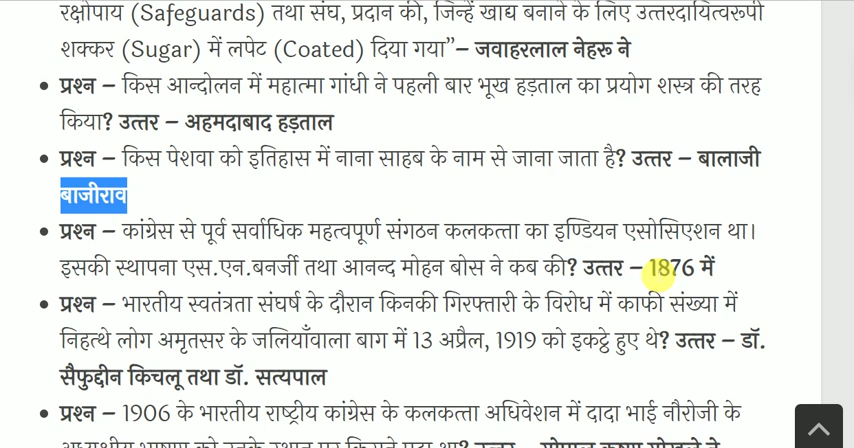 रक्षोपाय (Safeguards) तथा संघ, प्रदान की, जिन्हें खाद्य बनाने के लिए उत्तरदायित्वरूपी
शक्कर (Sugar) में लपेट (Coated) दिया गया”– जवाहरलाल नेहरू ने
• प्रश्न – किस आन्दोलन में महात्मा गांधी ने पहली बार भूख हड़ताल का प्रयोग शस्त्र की तरह
किया? उत्तर – अहमदाबाद हड़ताल
• प्रश्न – किस पेशवा को इतिहास में नाना साहब के नाम से जाना जाता है? उत्तर – बालाजी
बाजीराव
• प्रश्न – कांग्रेस से पूर्व सर्वाधिक महत्वपूर्ण संगठन कलकत्ता का इण्डियन एसोसिएशन था।
इसकी स्थापना एस.एन.बनर्जी तथा आनन्द मोहन बोस ने कब की? उत्तर – 1876 में
• प्रश्न – भारतीय स्वतंत्रता संघर्ष के दौरान किनकी गिरफ्तारी के विरोध में काफी संख्या में
निहत्थे लोग अमृतसर के जलियाँवाला बाग में 13 अप्रैल, 1919 को इकट्ठे हुए थे? उत्तर – डॉ.
सैफुद्दीन किचलू तथा डॉ. सत्यपाल
• प्रश्न – 1906 के भारतीय राष्ट्रीय कांग्रेस के कलकत्ता अधिवेशन में दादा भाई नौरोजी के